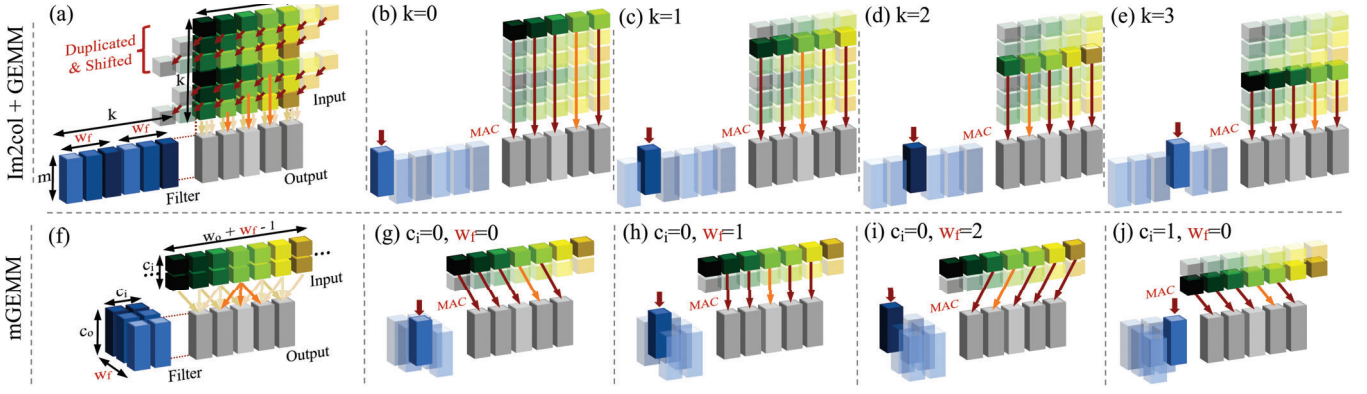 Im2col + GEMM
(a)
Duplicated
& Shifted
k
Input
k
wf
wf
m
Filter
Output
(b) k=0
MAC
(c) k=1
MAC
(d) k=2
MAC
(e) k=3
MAC
mGEMM
(f)
wo + wf - 1
ci
...
...
Input
ci
co
wf
Filter
Output
(g) ci=0, wf=0
MAC
(h) ci=0, wf=1
MAC
(i) ci=0, wf=2
MAC
(j) ci=1, wf=0
MAC